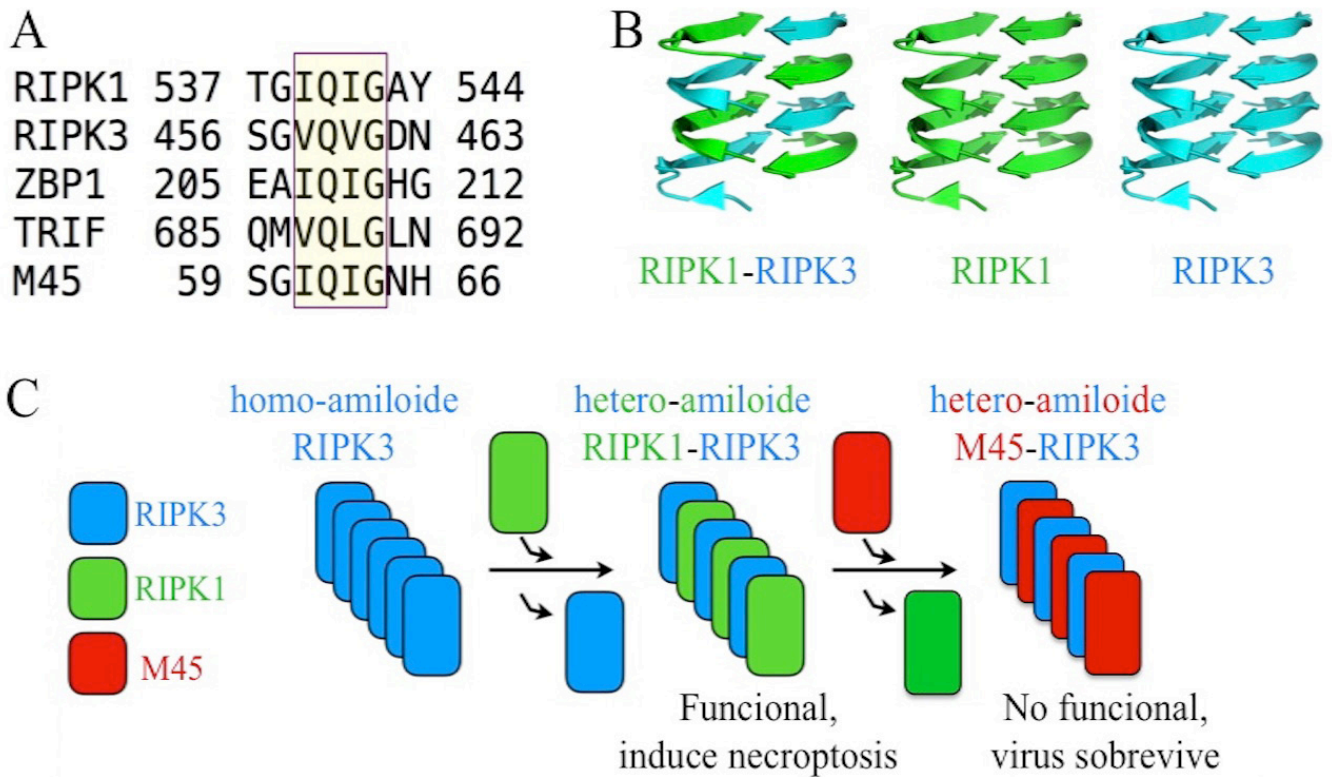 A
RIPK1 537 TGIQIGAY 544
RIPK3 456 SGVQVGDN 463
ZBP1 205 EAIQIGHG 212
TRIF 685 QMVQLGLN 692
M45 59 SGIQIGNH 66
B
RIPK1-RIPK3
RIPK1
RIPK3
C
RIPK3
RIPK1
M45
homo-amiloide
RIPK3
hetero-amiloide
RIPK1-RIPK3
hetero-amiloide
M45-RIPK3
Funcional,
induce necroptosis
No funcional,
virus sobrevive